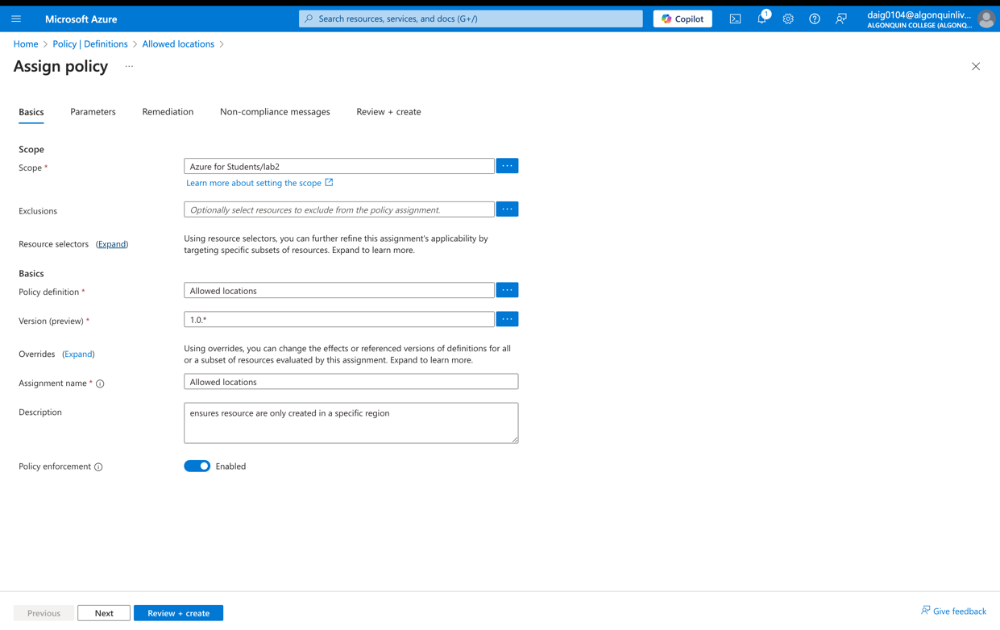 Microsoft Azure
Search resources, services, and docs (G+/)
Copilot
1
daig0104@algonquinliv...
ALGONQUIN COLLEGE (ALGONQ...
Home > Policy | Definitions > Allowed locations >
Assign policy ...
Basics Parameters Remediation Non-compliance messages Review + create
Scope
Scope *
Azure for Students/lab2
Learn more about setting the scope
Exclusions
Optionally select resources to exclude from the policy assignment.
Resource selectors (Expand)
Using resource selectors, you can further refine this assignment's applicability by
targeting specific subsets of resources. Expand to learn more.
Basics
Policy definition *
Allowed locations
Version (preview) *
1.0.*
Overrides (Expand)
Using overrides, you can change the effects or referenced versions of definitions for all
or a subset of resources evaluated by this assignment. Expand to learn more.
Assignment name *
Allowed locations
Description
ensures resource are only created in a specific region
Policy enforcement
Enabled
Previous Next Review + create
Give feedback